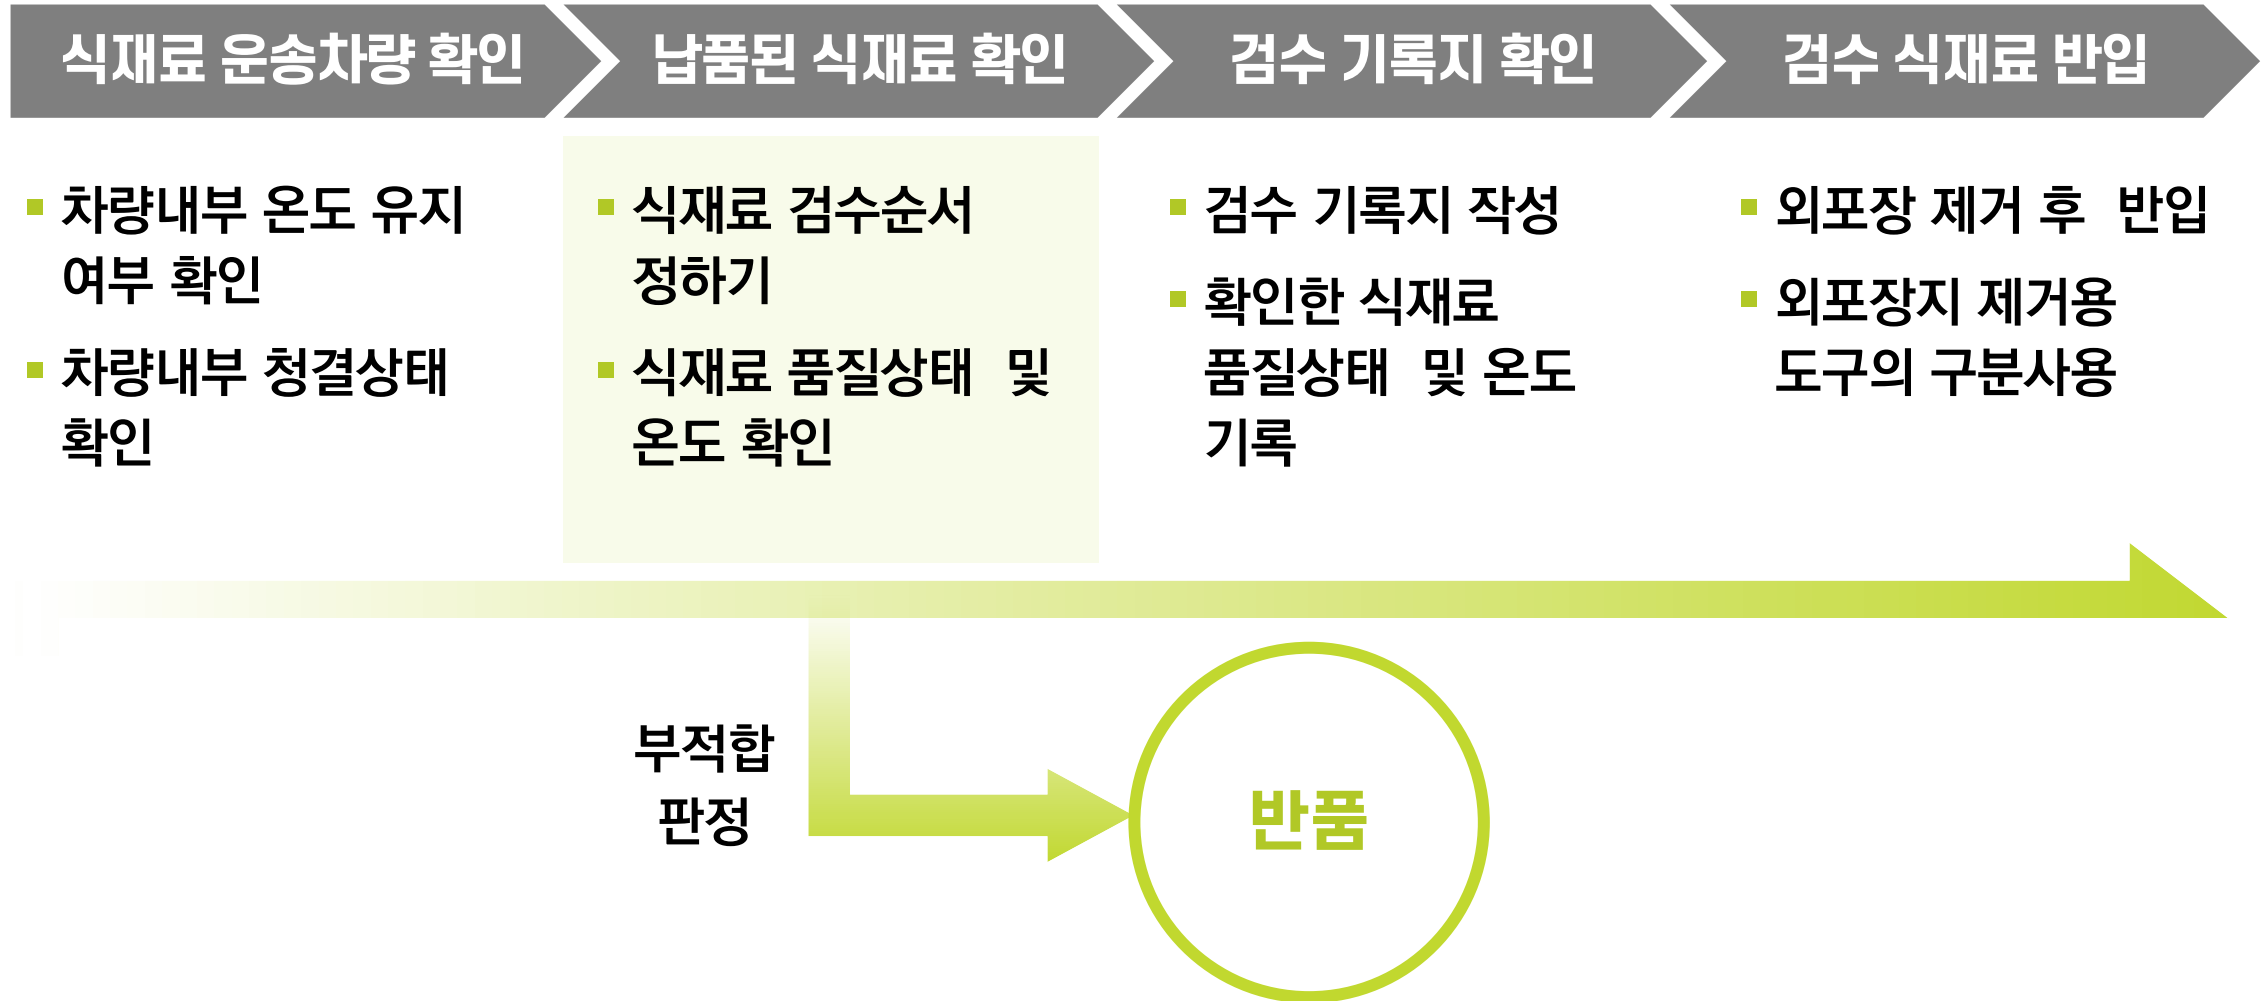 식재료 운송차량 확인
납품된 식재료 확인
검수 기록지 확인
검수 식재료 반입
차량내부 온도 유지
여부 확인
차량내부 청결상태
확인
식재료 검수순서
정하기
식재료 품질상태 및
온도 확인
검수 기록지 작성
확인한 식재료
품질상태 및 온도
기록
외포장 제거 후 반입
외포장지 제거용
도구의 구분사용
부적합
판정
반품